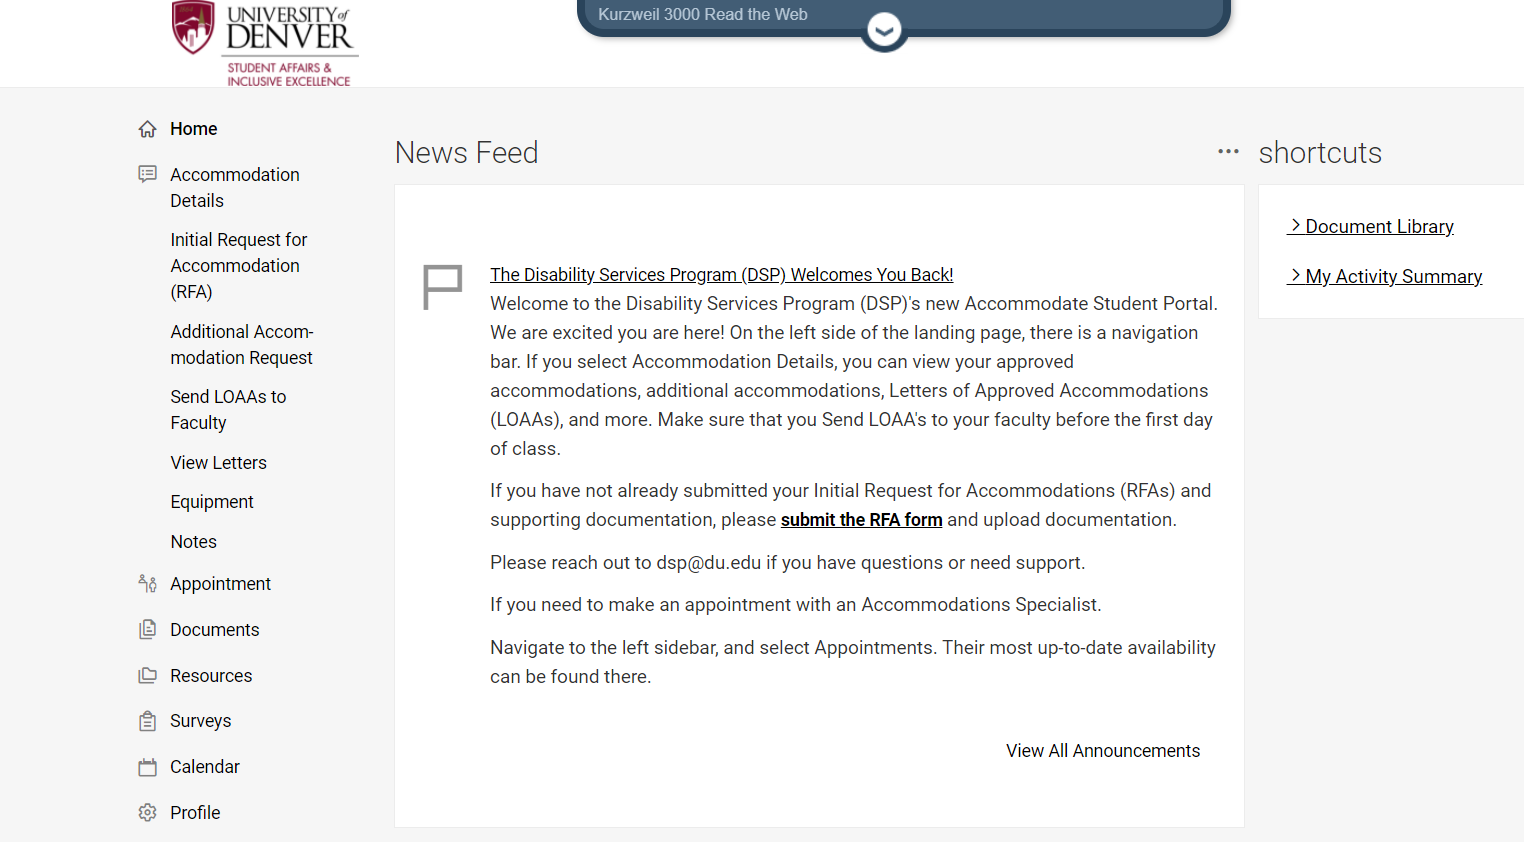 UNIVERSITY of
DENVER
STUDENT AFFAIRS &
INCLUSIVE EXCELLENCE
Kurzweil 3000 Read the Web
Home
Accommodation
Details
Initial Request for
Accommodation
(RFA)
Additional Accom-
modation Request
Send LOAAs to
Faculty
View Letters
Equipment
Notes
Appointment
Documents
Resources
Surveys
Calendar
Profile
News Feed
The Disability Services Program (DSP) Welcomes You Back!
Welcome to the Disability Services Program (DSP)'s new Accommodate Student Portal.
We are excited you are here! On the left side of the landing page, there is a navigation
bar. If you select Accommodation Details, you can view your approved
accommodations, additional accommodations, Letters of Approved Accommodations
(LOAAs), and more. Make sure that you Send LOAA's to your faculty before the first day
of class.
If you have not already submitted your Initial Request for Accommodations (RFAs) and
supporting documentation, please submit the RFA form and upload documentation.
Please reach out to dsp@du.edu if you have questions or need support.
If you need to make an appointment with an Accommodations Specialist.
Navigate to the left sidebar, and select Appointments. Their most up-to-date availability
can be found there.
View All Announcements
shortcuts
Document Library
My Activity Summary